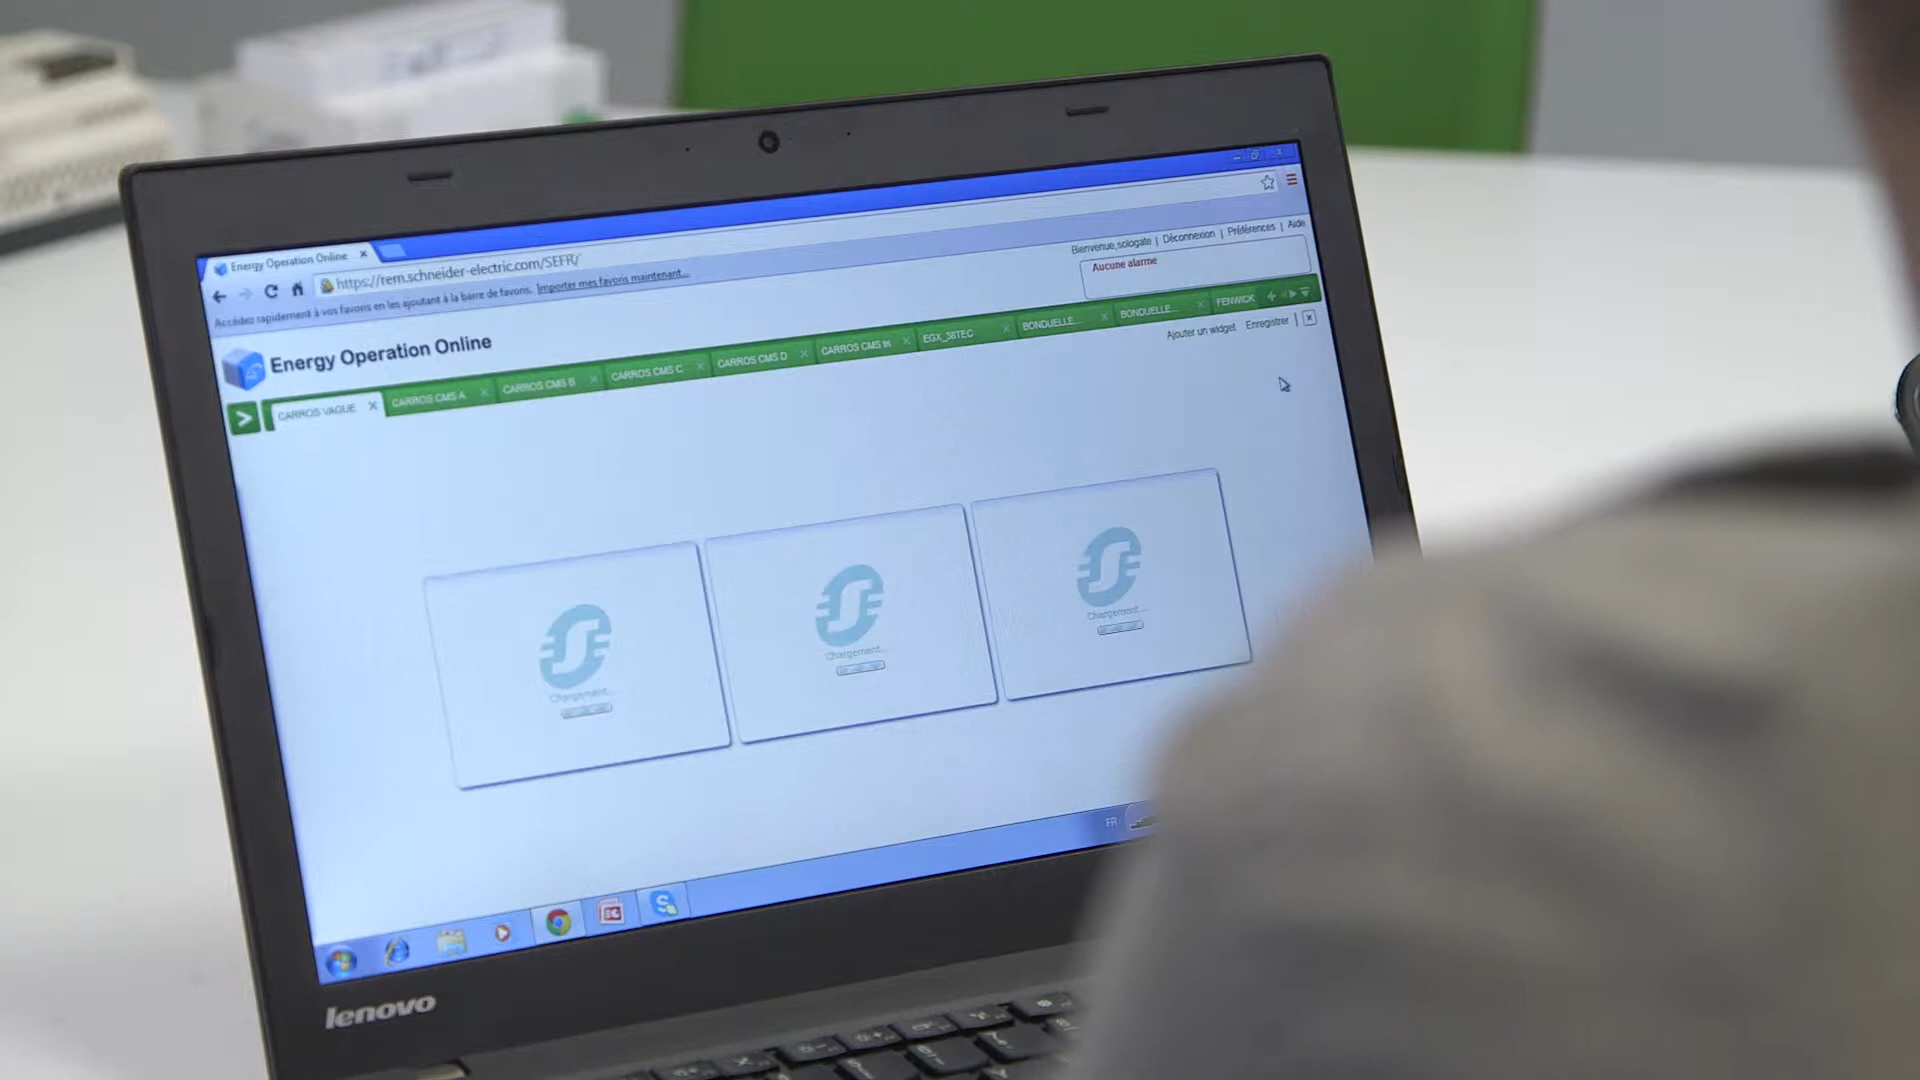 Energy Operation Online
https://rem.schneider-electric.com/SEFR/
Accédez rapidement à vos favoris en les ajoutant à la barre de favoris. Importer mes favoris maintenant...
Bienvenue, sologate | Déconnexion | Préférences | Aide
Aucune alarme
Energy Operation Online
CARROS VAGUE
CARROS CMS A
CARROS CMS B
CARROS CMS C
CARROS CMS D
CARROS CMS tri
EGX_38TEC
BONDUELLE...
BONDUELLE...
FENWICK
Ajouter un widget Enregistrer |
Chargement...
Chargement...
Chargement...
FR
lenovo